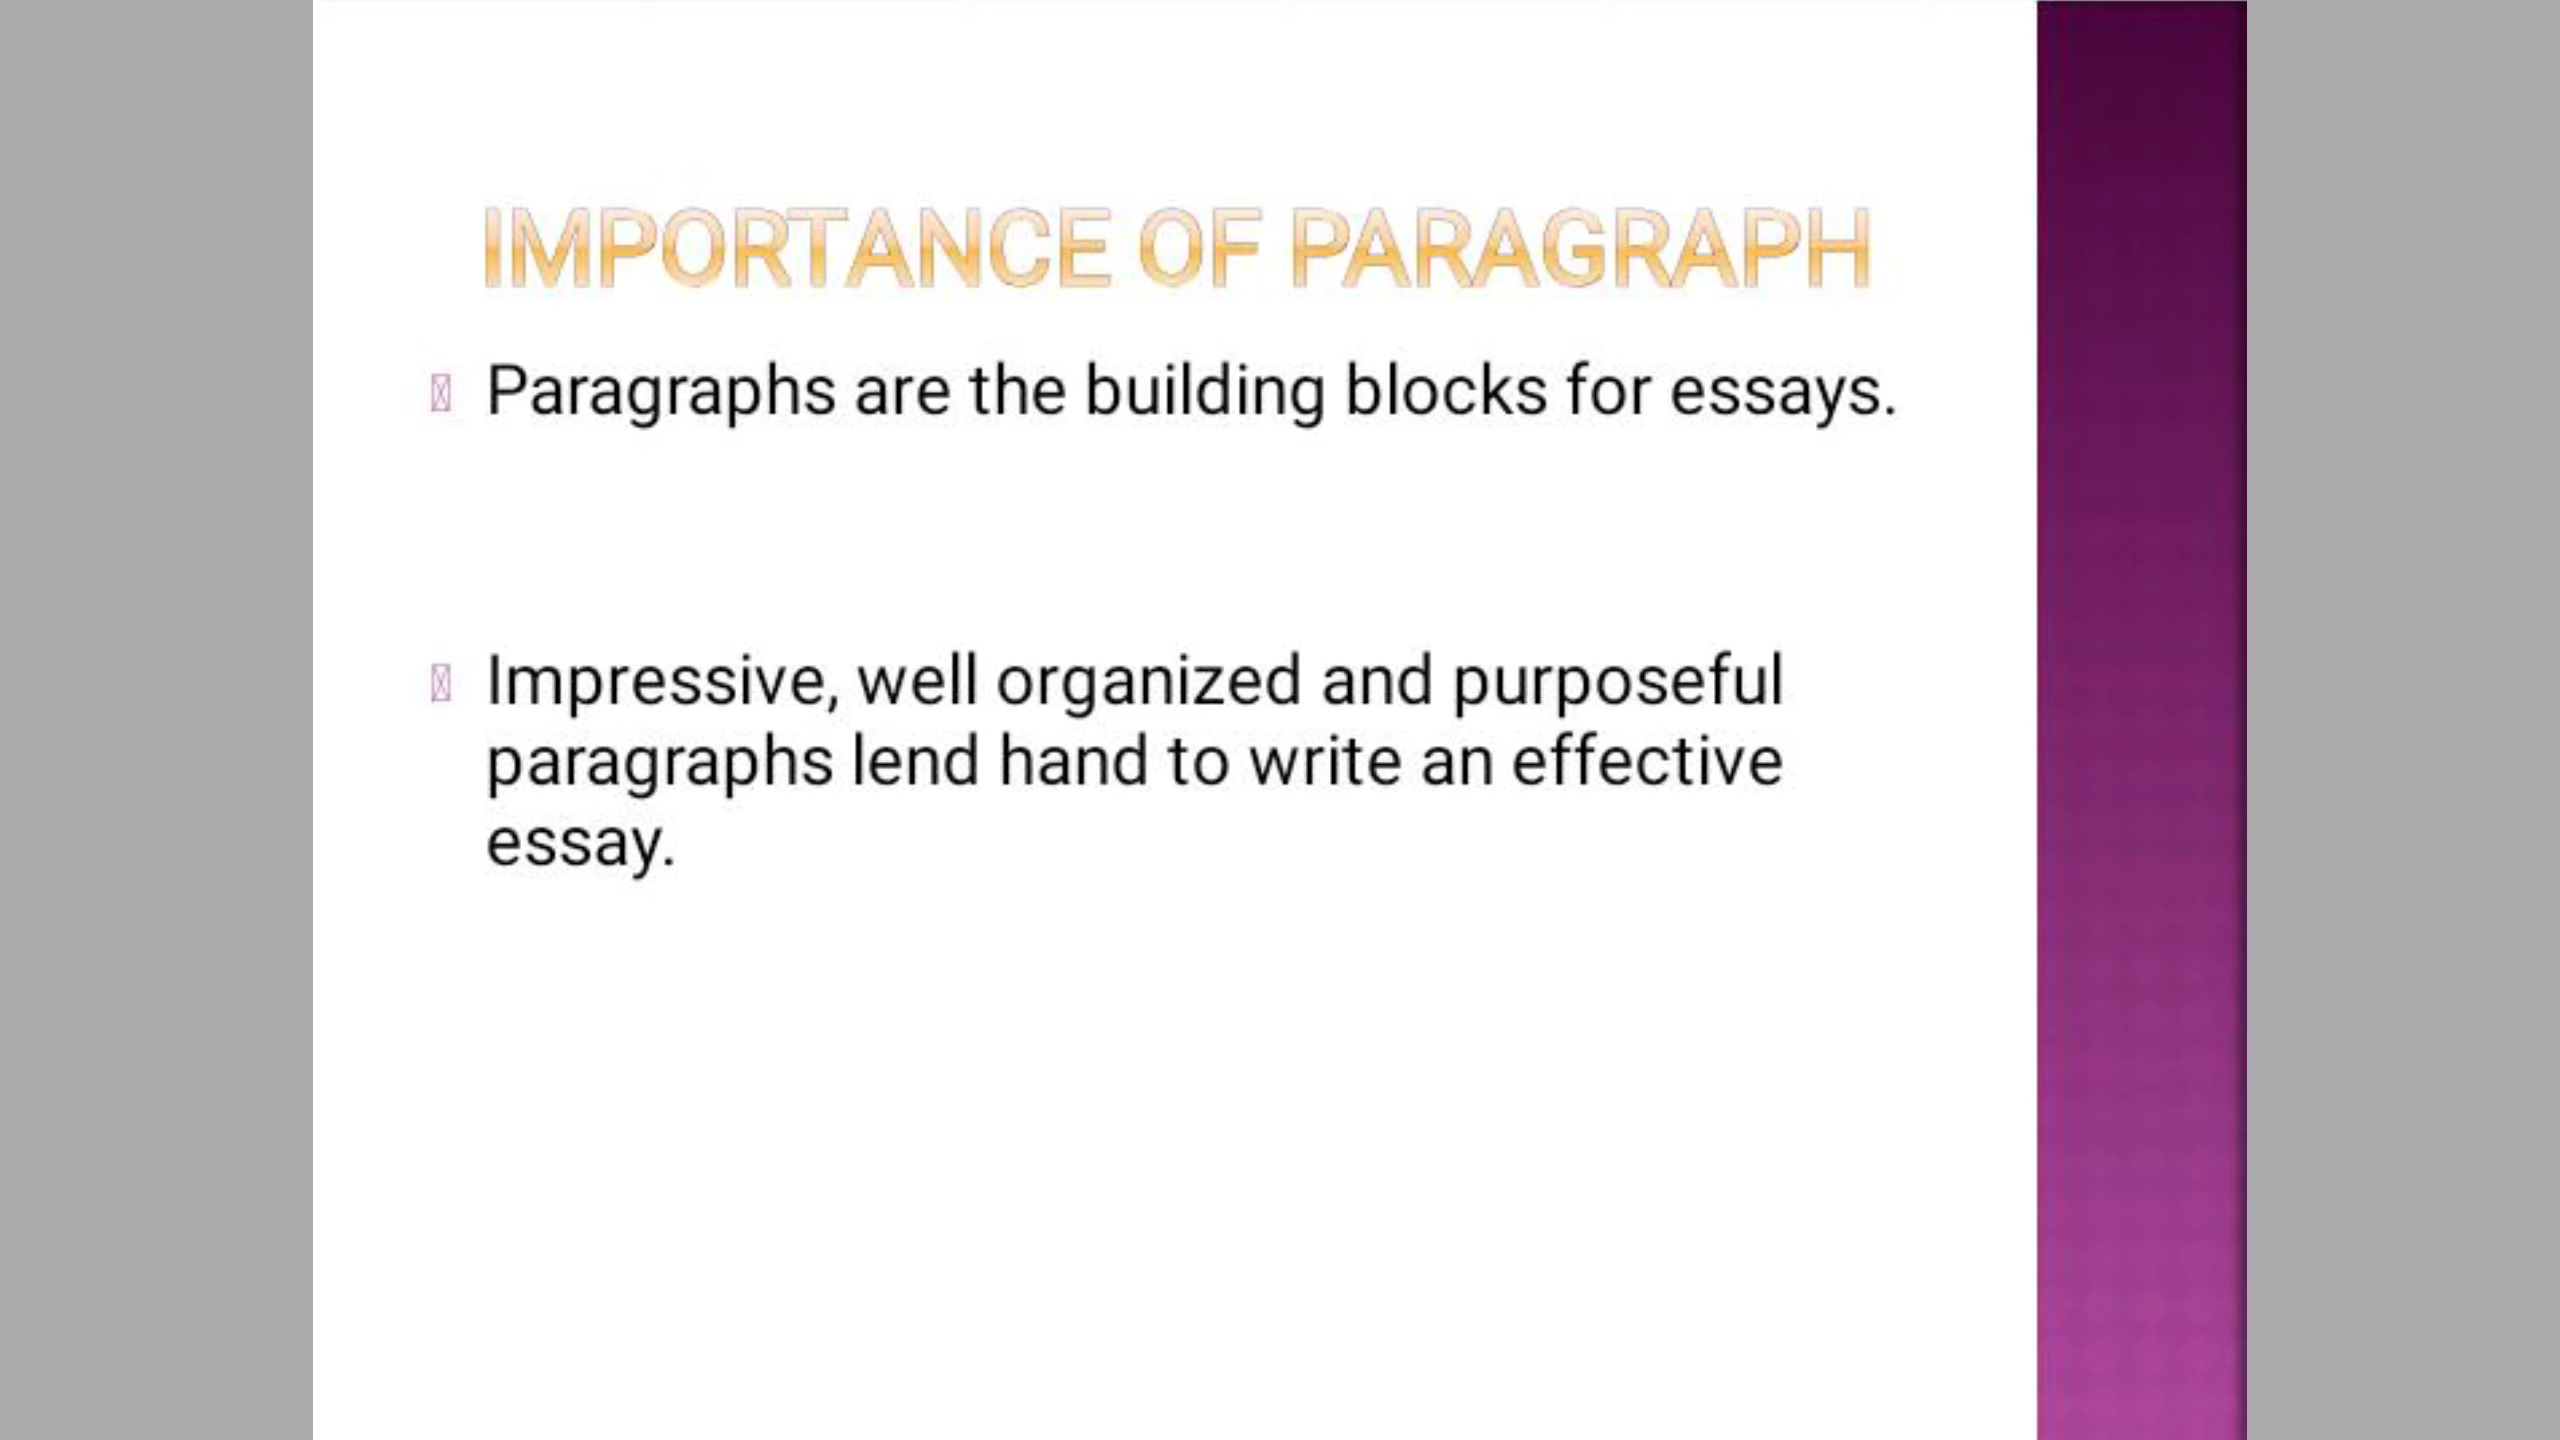 IMPORTANCE OF PARAGRAPH
Paragraphs are the building blocks for essays.
Impressive, well organized and purposeful
paragraphs lend hand to write an effective
essay.